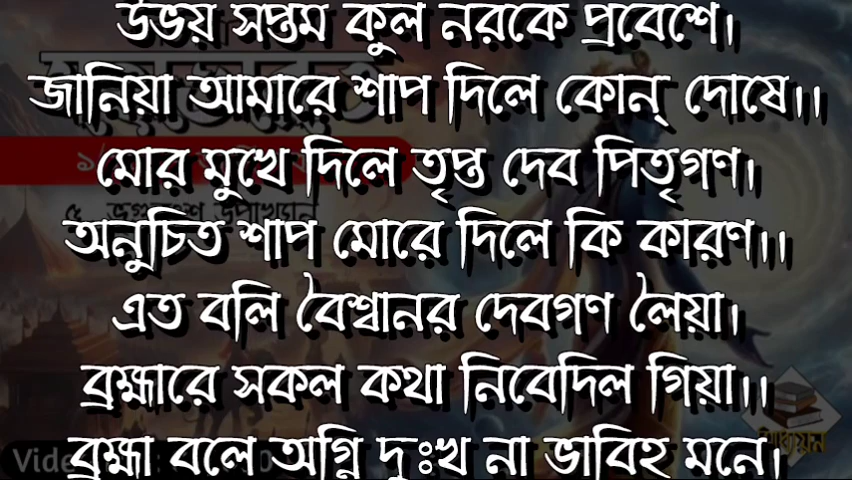 উভয় সপ্তম কুল নরকে প্রবেশে।
জানিয়া আমারে শাপ দিলে কোন্ দোষে।।
মোর মুখে দিলে তৃপ্ত দেব পিতৃগণ।
অনুচিত শাপ মোরে দিলে কি কারণ।।
এত বলি বৈশ্বানর দেবগণ লৈয়া।
ব্রহ্মারে সকল কথা নিবেদিল গিয়া।।
ব্রহ্মা বলে অগ্নি দুঃখ না ভাবিহ মনে।